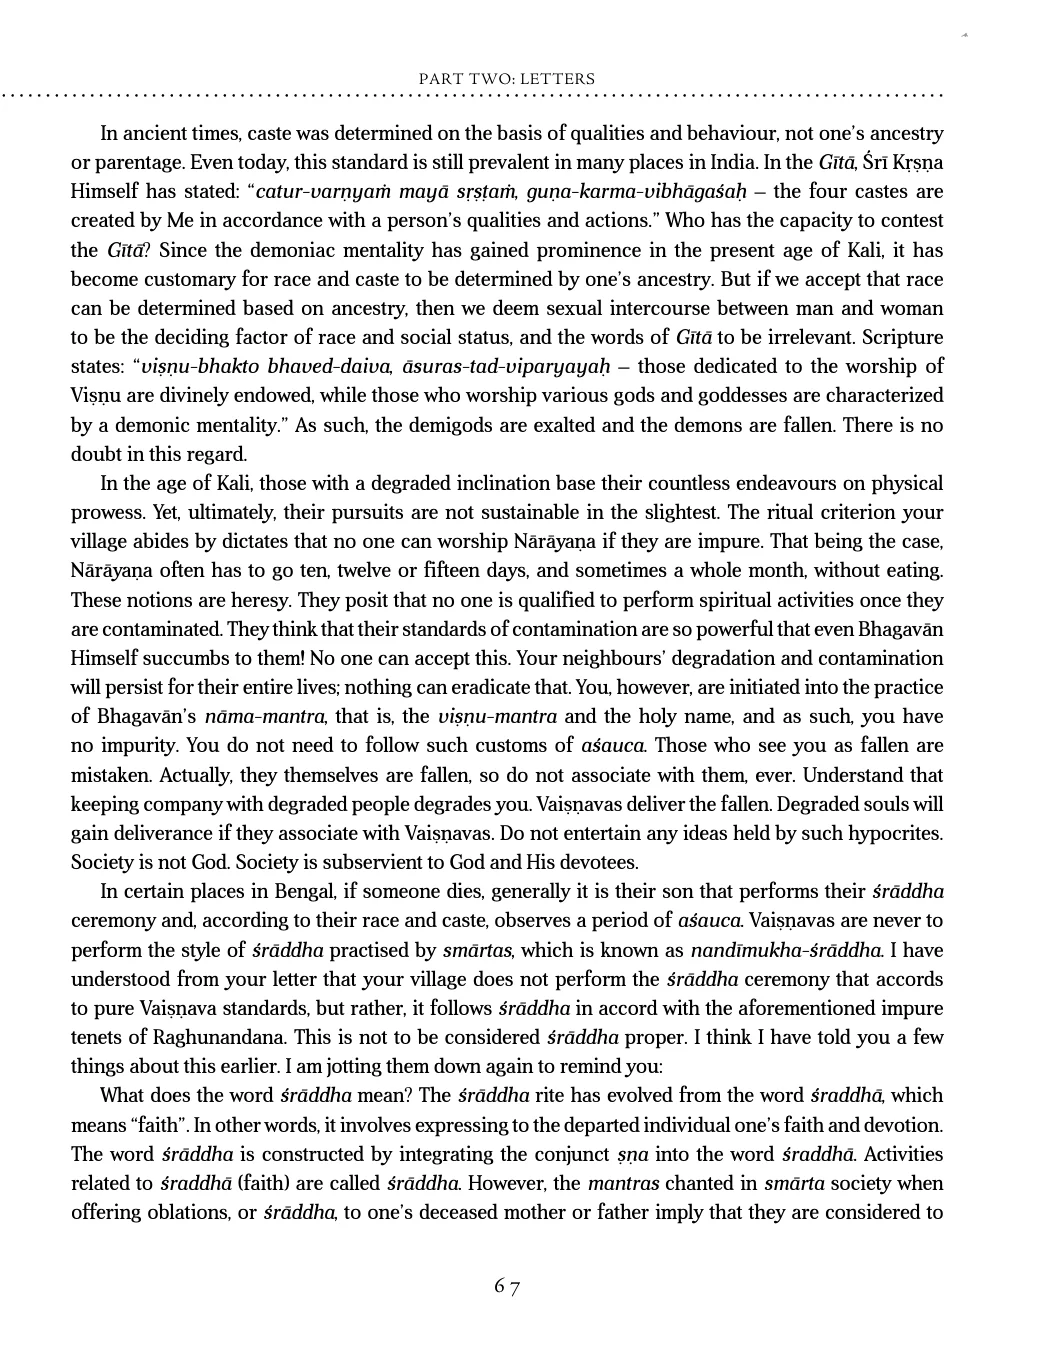 PART TWO: LETTERS
In ancient times, caste was determined on the basis of qualities and behaviour, not one’s ancestry
or parentage. Even today, this standard is still prevalent in many places in India. In the Gītā, Śrī Kṛṣṇa
Himself has stated: “catur-varṇyaṁ mayā sṛṣṭaṁ, guṇa-karma-vibhāgaśaḥ – the four castes are
created by Me in accordance with a person’s qualities and actions.” Who has the capacity to contest
the Gītā? Since the demoniac mentality has gained prominence in the present age of Kali, it has
become customary for race and caste to be determined by one’s ancestry. But if we accept that race
can be determined based on ancestry, then we deem sexual intercourse between man and woman
to be the deciding factor of race and social status, and the words of Gītā to be irrelevant. Scripture
states: “viṣṇu-bhakto bhaved-daiva, āsuras-tad-viparyayaḥ – those dedicated to the worship of
Viṣṇu are divinely endowed, while those who worship various gods and goddesses are characterized
by a demonic mentality.” As such, the demigods are exalted and the demons are fallen. There is no
doubt in this regard.
In the age of Kali, those with a degraded inclination base their countless endeavours on physical
prowess. Yet, ultimately, their pursuits are not sustainable in the slightest. The ritual criterion your
village abides by dictates that no one can worship Nārāyaṇa if they are impure. That being the case,
Nārāyaṇa often has to go ten, twelve or fifteen days, and sometimes a whole month, without eating.
These notions are heresy. They posit that no one is qualified to perform spiritual activities once they
are contaminated. They think that their standards of contamination are so powerful that even Bhagavān
Himself succumbs to them! No one can accept this. Your neighbours’ degradation and contamination
will persist for their entire lives; nothing can eradicate that. You, however, are initiated into the practice
of Bhagavān’s nāma-mantra, that is, the viṣṇu-mantra and the holy name, and as such, you have
no impurity. You do not need to follow such customs of aśauca. Those who see you as fallen are
mistaken. Actually, they themselves are fallen, so do not associate with them, ever. Understand that
keeping company with degraded people degrades you. Vaiṣṇavas deliver the fallen. Degraded souls will
gain deliverance if they associate with Vaiṣṇavas. Do not entertain any ideas held by such hypocrites.
Society is not God. Society is subservient to God and His devotees.
In certain places in Bengal, if someone dies, generally it is their son that performs their śrāddha
ceremony and, according to their race and caste, observes a period of aśauca. Vaiṣṇavas are never to
perform the style of śrāddha practised by smārtas, which is known as nandīmukha-śrāddha. I have
understood from your letter that your village does not perform the śrāddha ceremony that accords
to pure Vaiṣṇava standards, but rather, it follows śrāddha in accord with the aforementioned impure
tenets of Raghunandana. This is not to be considered śrāddha proper. I think I have told you a few
things about this earlier. I am jotting them down again to remind you:
What does the word śrāddha mean? The śrāddha rite has evolved from the word śraddhā, which
means “faith”. In other words, it involves expressing to the departed individual one’s faith and devotion.
The word śrāddha is constructed by integrating the conjunct ṣṇa into the word śraddhā. Activities
related to śraddhā (faith) are called śrāddha. However, the mantras chanted in smārta society when
offering oblations, or śrāddha, to one’s deceased mother or father imply that they are considered to
67